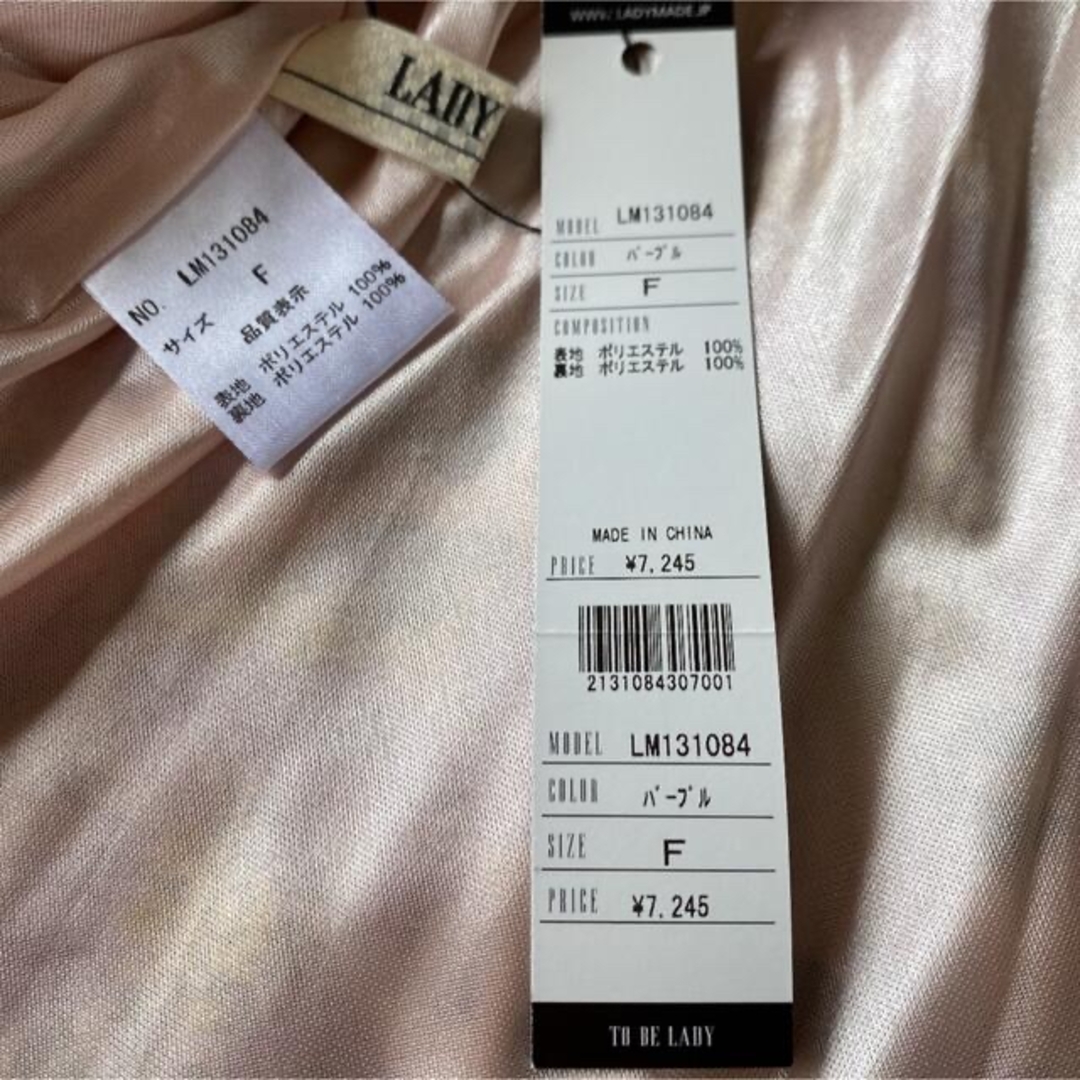 LADY
NO. LM131084
サイズ F
品質表示
表地 ポリエステル 100%
裏地 ポリエステル 100%
WWW.LADYMADE.JP
MODEL LM131084
COLOR パープル
SIZE F
COMPOSITION
表地 ポリエステル 100%
裏地 ポリエステル 100%
MADE IN CHINA
PRICE ¥7.245
2131084307001
MODEL LM131084
COLOR パープル
SIZE F
PRICE ¥7.245
TO BE LADY